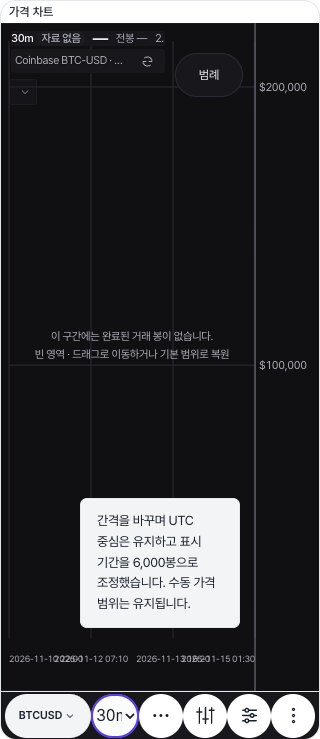 가격 차트
30m 자료 없음 — 전봉 — 2.
Coinbase BTC-USD · ...
범례
$200,000
이 구간에는 완료된 거래 봉이 없습니다.
빈 영역 · 드래그로 이동하거나 기본 범위로 복원
$100,000
간격을 바꾸며 UTC
중심은 유지하고 표시
기간을 6,000봉으로
조정했습니다. 수동 가격
범위는 유지됩니다.
2026-11-12 07:10
2026-11-15 01:30
BTCUSD
30m